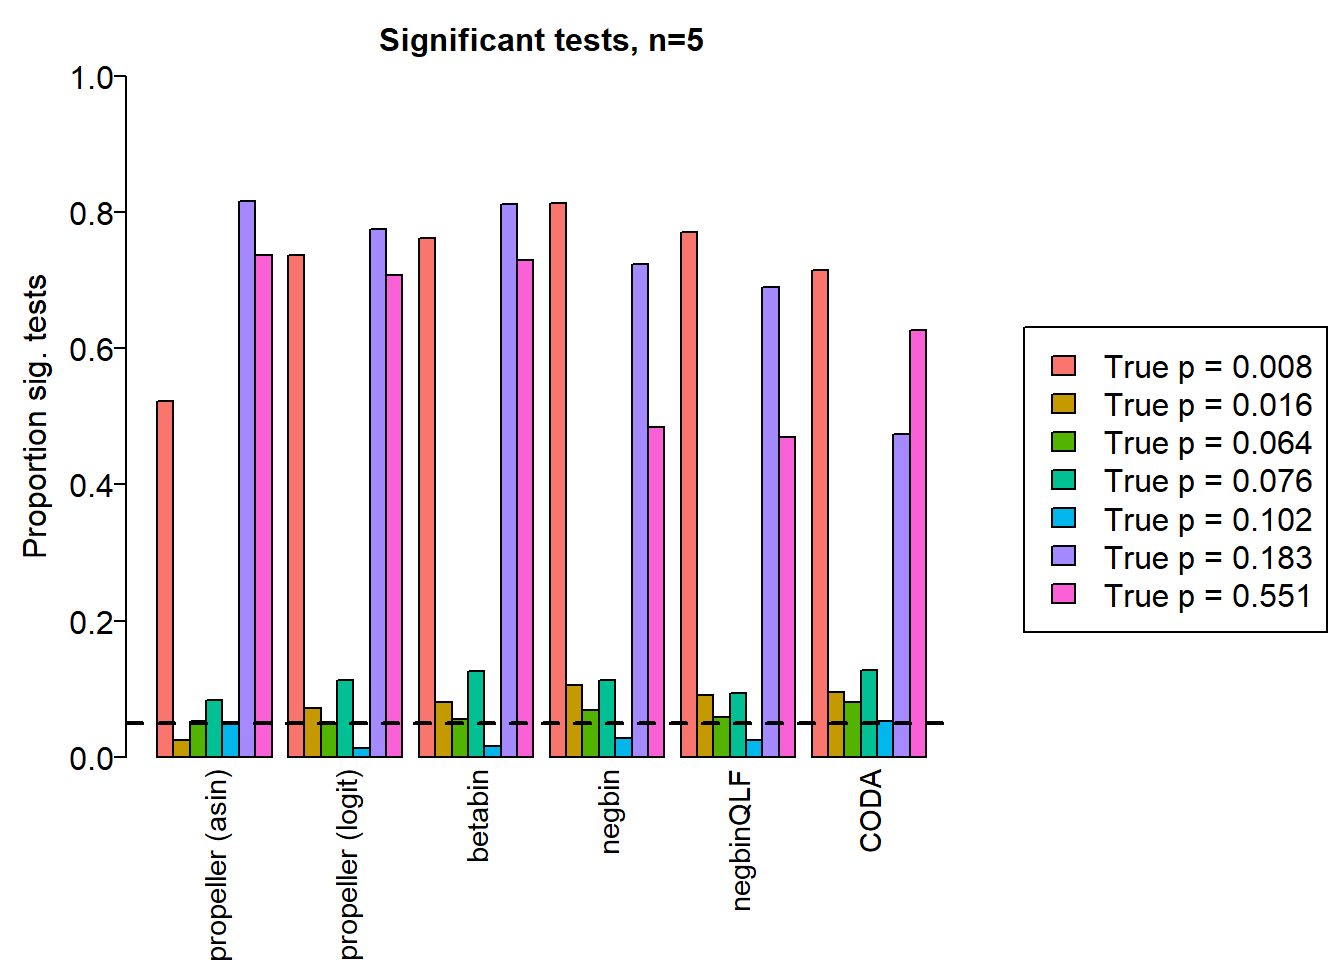 Significant tests, n=5
Proportion sig. tests
1.0
0.8
0.6
0.4
0.2
0.0
propeller (asin)
propeller (logit)
betabin
negbin
negbinQLF
CODA
True p = 0.008
True p = 0.016
True p = 0.064
True p = 0.076
True p = 0.102
True p = 0.183
True p = 0.551